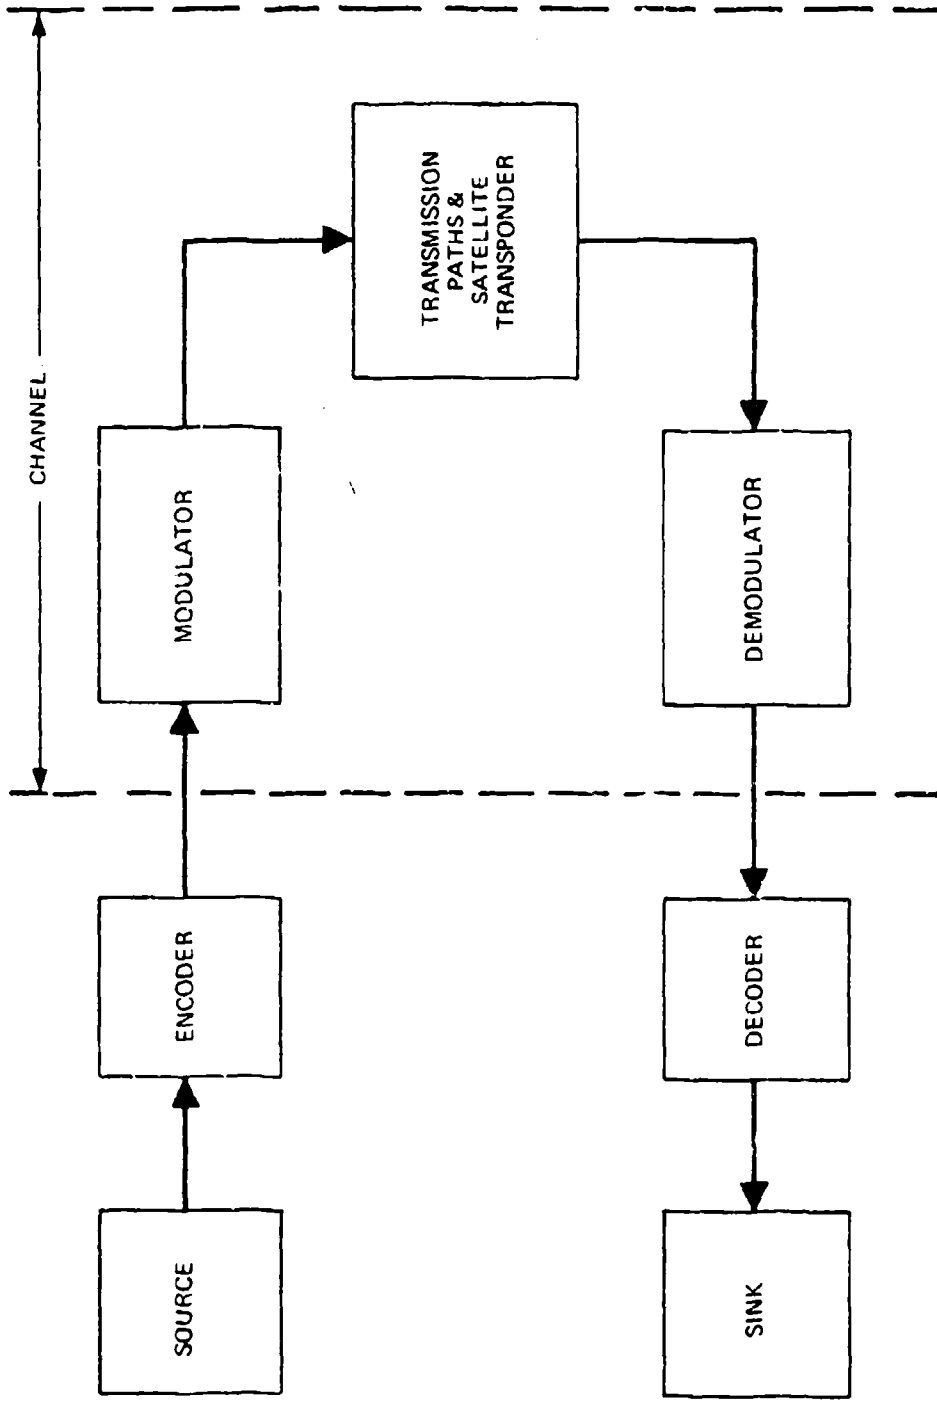 CHANNEL
SOURCE
ENCODER
MODULATOR
TRANSMISSION
PATHS &
SATELLITE
TRANSPONDER
DEMODULATOR
DECODER
SINK